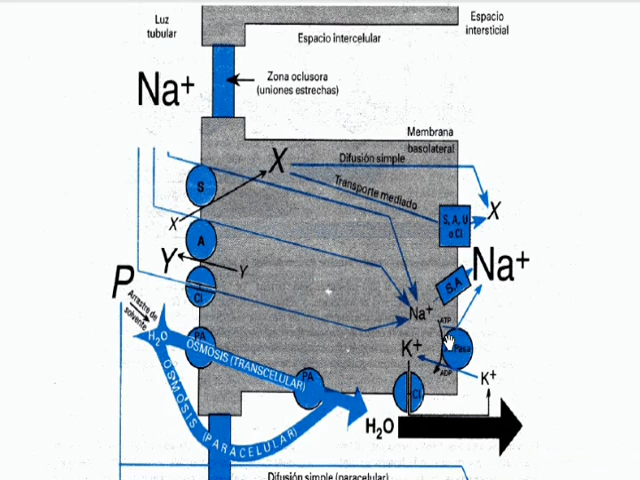 Luz
tubular
Espacio
intersticial
Espacio intercelular
Zona oclusora
(uniones estrechas)
Na+
Membrana
basolateral
X
Difusión simple
Transporte mediado
S
X
S, A, U
o Cl
X
A
Y
Y
Na+
S,A
P
Cl
Na+
Arrastre de
solvente
ATP
H₂O
PA
ÓSMOSIS (TRANSCELULAR)
K+
ADP
K+
PA
Cl
ÓSMOSIS (PARACELULAR)
H₂O
Difusión simple (paracelular)